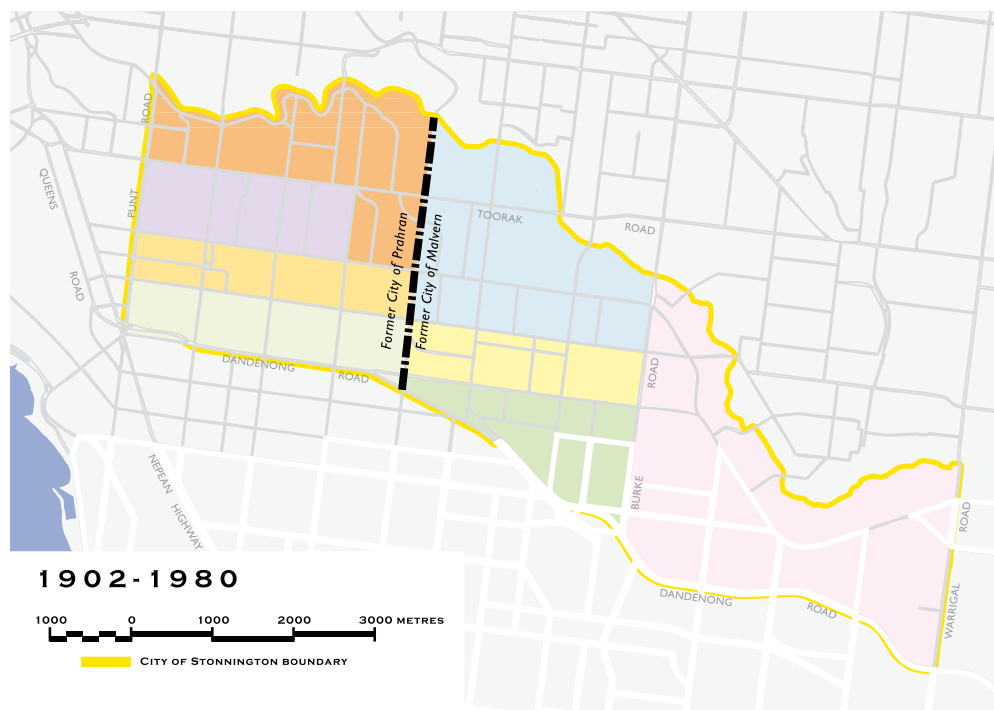 ROAD
QUEENS
PUNT
TOORAK
ROAD
Former City of Prahran
Former City of Malvern
ROAD
DANDENONG
ROAD
ROAD
NEPEAN
HIGHWAY
BURKE
ROAD
DANDENONG
ROAD
WARRIGAL
1902-1980
1000
0
1000
2000
3000 METRES
CITY OF STONNINGTON BOUNDARY